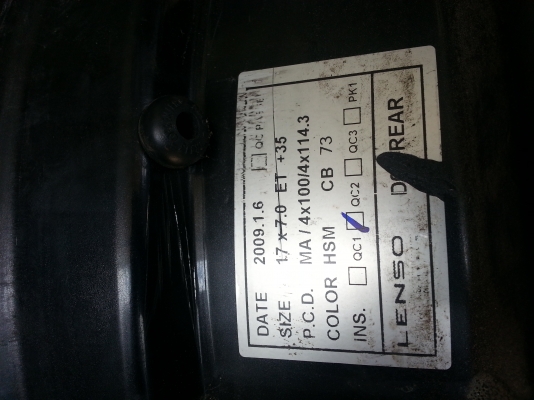 DATE 2009.1.6 QC
SIZE 17 x 7.0 ET +35
P.C.D. MA / 4x100/4x114.3
COLOR HSM CB 73
INS. QC1 QC2 QC3 PK1
LENSO REAR